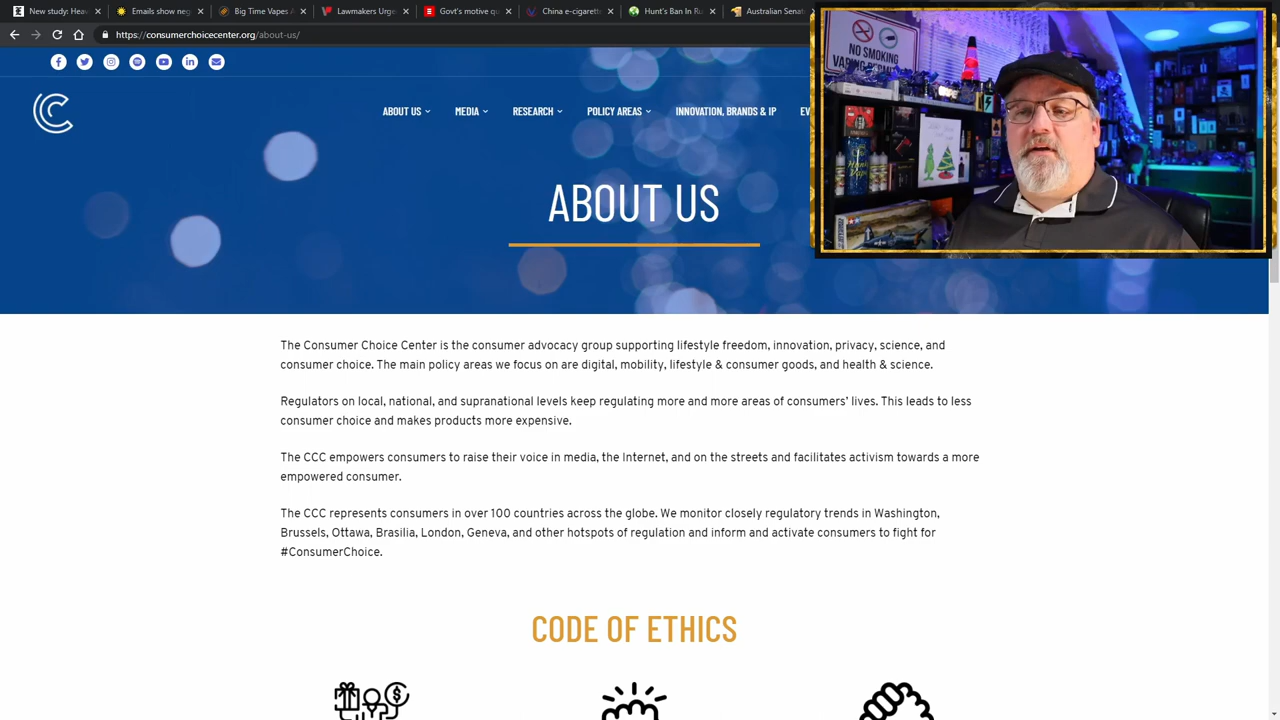 New study: Hea
Emails show nes
Big Time Vapes
Lawmakers Urge
Govt's motive o
China e-cigarette
Hunt's Ban In R
Australian Senat
https://consumerchoicecenter.org/about-us/
NO SMOKING
VAPING PERMITTED
ABOUT US
MEDIA
RESEARCH
POLICY AREAS
INNOVATION, BRANDS & IP
EV
ABOUT US
The Consumer Choice Center is the consumer advocacy group supporting lifestyle freedom, innovation, privacy, science, and
consumer choice. The main policy areas we focus on are digital, mobility, lifestyle & consumer goods, and health & science.
Regulators on local, national, and supranational levels keep regulating more and more areas of consumers' lives. This leads to less
consumer choice and makes products more expensive.
The CCC empowers consumers to raise their voice in media, the Internet, and on the streets and facilitates activism towards a more
empowered consumer.
The CCC represents consumers in over 100 countries across the globe. We monitor closely regulatory trends in Washington,
Brussels, Ottawa, Brasilia, London, Geneva, and other hotspots of regulation and inform and activate consumers to fight for
#ConsumerChoice.
CODE OF ETHICS